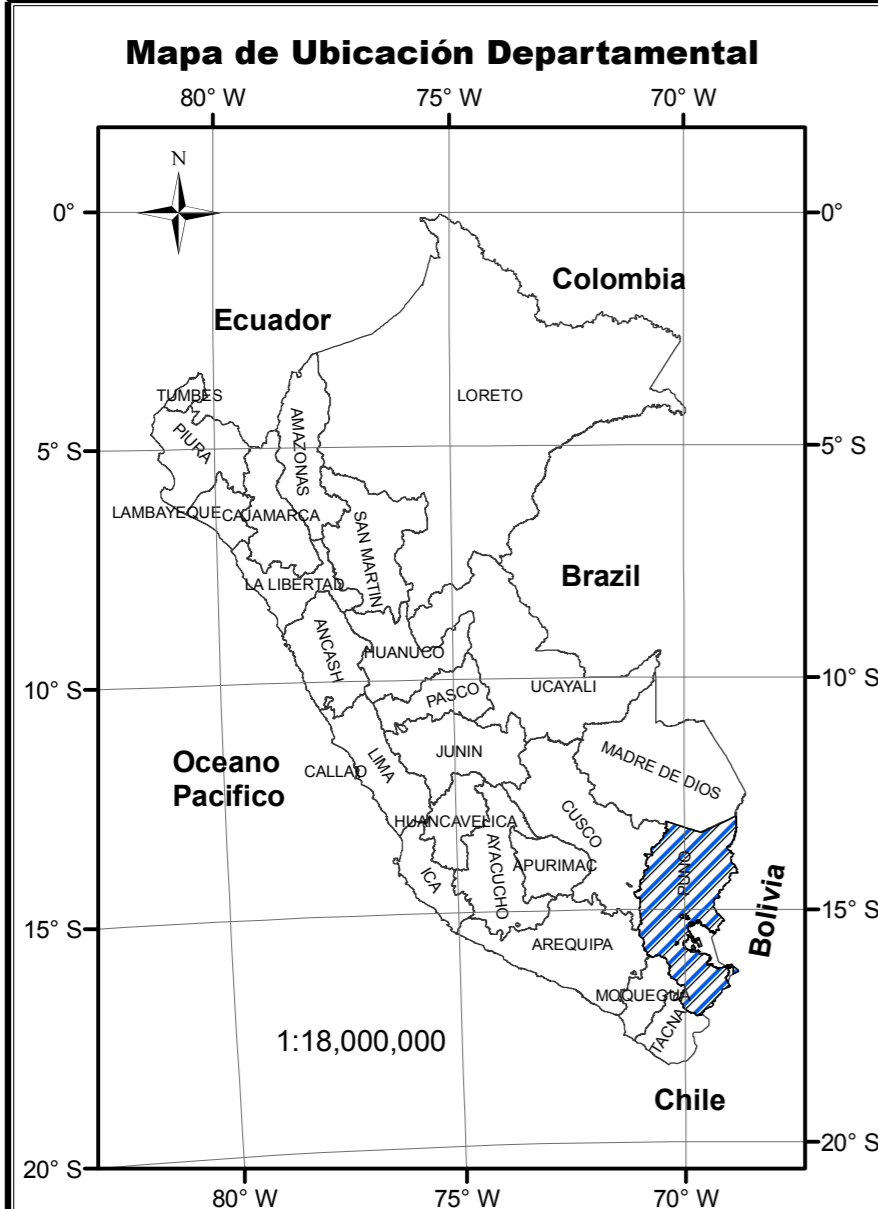 Mapa de Ubicación Departamental
80° W
75° W
70° W
N
0°
0°
Colombia
Ecuador
TUMBES
LORETO
PIURA
AMAZONAS
5° S
5° S
LAMBAYEQUE
CAJAMARCA
SAN MARTIN
LA LIBERTAD
Brazil
ANCASH
HUANUCO
10° S
PASCO
UCAYALI
10° S
JUNIN
MADRE DE DIOS
Oceano
Pacifico
CALLAO
LIMA
HUANCAVELICA
CUSCO
ICA
AYACUCHO
APURIMAC
PUNO
Bolivia
15° S
15° S
AREQUIPA
MOQUEGUA
TACNA
1:18,000,000
Chile
20° S
20° S
80° W
75° W
70° W